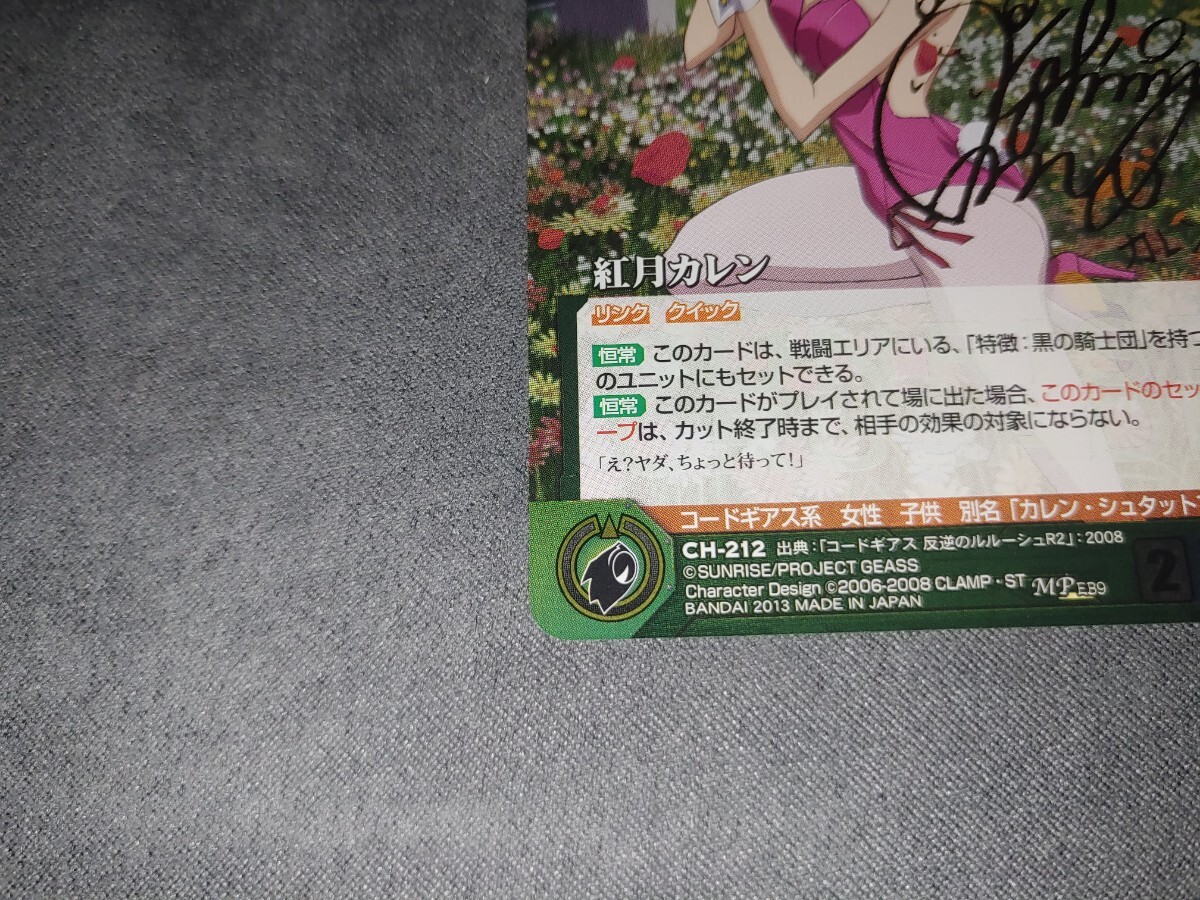 紅月カレン
リンク クイック
恒常 このカードは、戦闘エリアにいる、「特徴：黒の騎士団」を持つ
のユニットにもセットできる。
恒常 このカードがプレイされて場に出た場合、このカードのセッ
ープは、カット終了時まで、相手の効果の対象にならない。
「え？ヤダ、ちょっと待って！」
コードギアス系 女性 子供 別名「カレン・シュタット
CH-212 出典：「コードギアス 反逆のルルーシュR2」：2008
©SUNRISE/PROJECT GEASS
Character Design ©2006-2008 CLAMP・ST
MP EB9
BANDAI 2013 MADE IN JAPAN
2